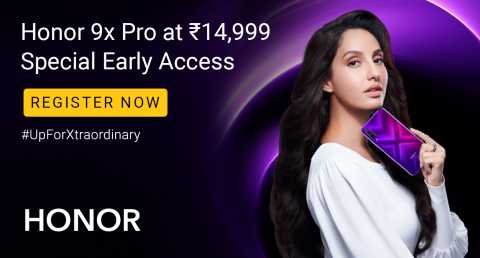 Honor 9x Pro at ₹14,999
Special Early Access
REGISTER NOW
#UpForXtraordinary
HONOR